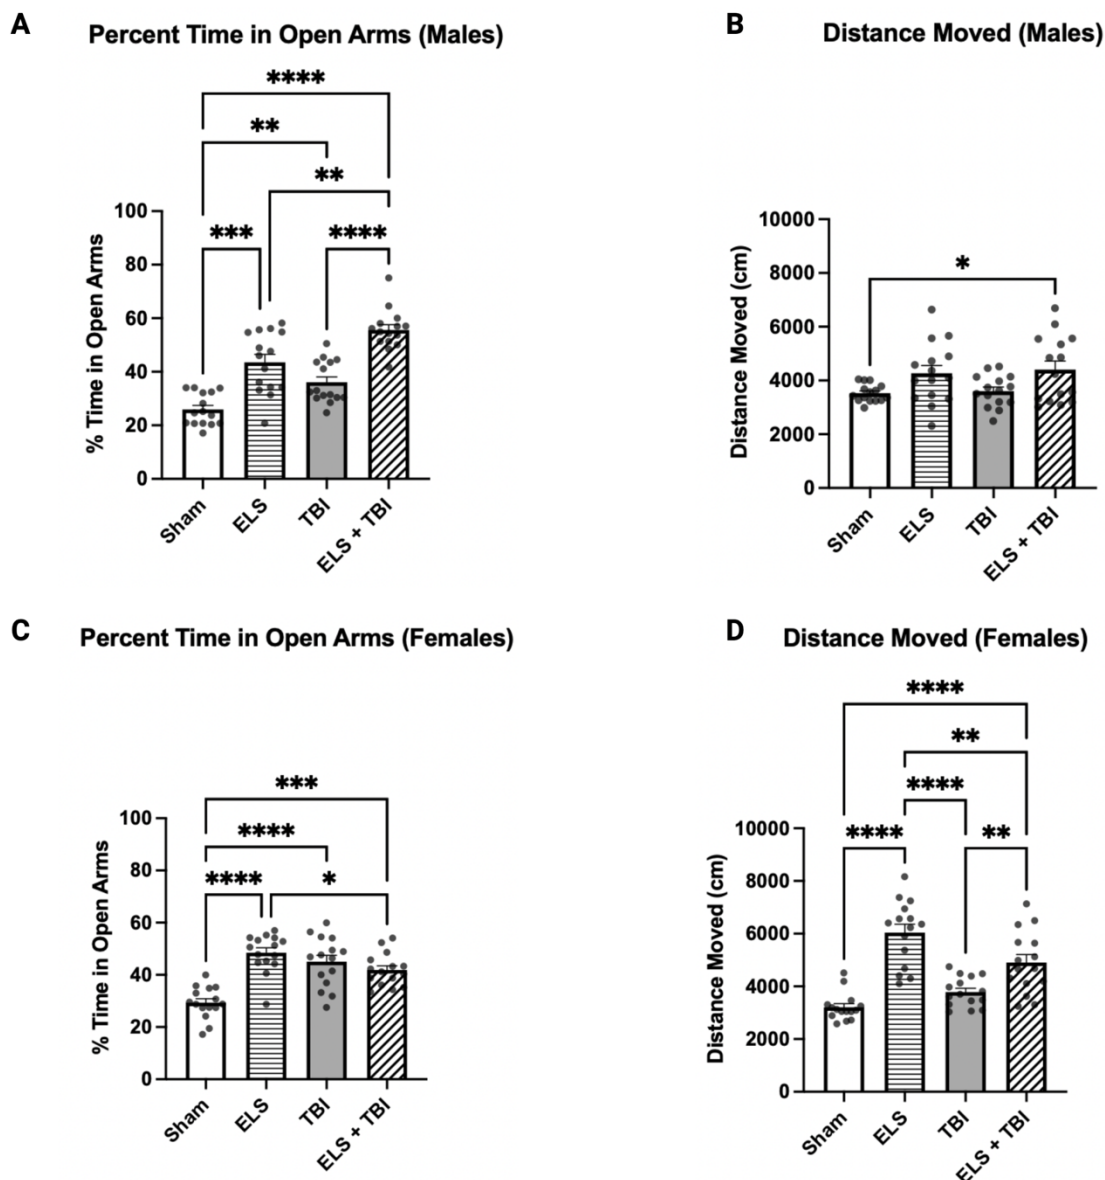 A
Percent Time in Open Arms (Males)
****
**
**
***
****
100
80
60
40
20
0
% Time in Open Arms
Sham
ELS
TBI
ELS + TBI
B
Distance Moved (Males)
*
10000
8000
6000
4000
2000
0
Distance Moved (cm)
Sham
ELS
TBI
ELS + TBI
C
Percent Time in Open Arms (Females)
***
****
****
*
100
80
60
40
20
0
% Time in Open Arms
Sham
ELS
TBI
ELS + TBI
D
Distance Moved (Females)
****
**
****
****
**
10000
8000
6000
4000
2000
0
Distance Moved (cm)
Sham
ELS
TBI
ELS + TBI